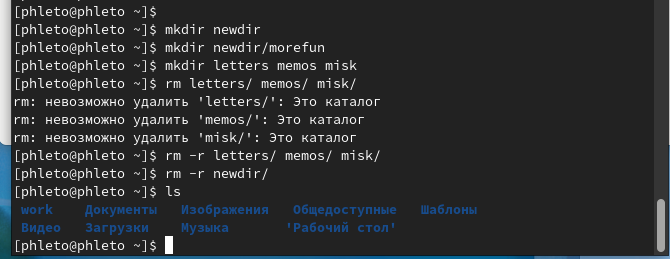 [phleto@phleto ~]$
[phleto@phleto ~]$ mkdir newdir
[phleto@phleto ~]$ mkdir newdir/morefun
[phleto@phleto ~]$ mkdir letters memos misk
[phleto@phleto ~]$ rm letters/ memos/ misk/
rm: невозможно удалить 'letters/': Это каталог
rm: невозможно удалить 'memos/': Это каталог
rm: невозможно удалить 'misk/': Это каталог
[phleto@phleto ~]$ rm -r letters/ memos/ misk/
[phleto@phleto ~]$ rm -r newdir/
[phleto@phleto ~]$ ls
work Документы Изображения Общедоступные Шаблоны
Видео Загрузки Музыка 'Рабочий стол'
[phleto@phleto ~]$